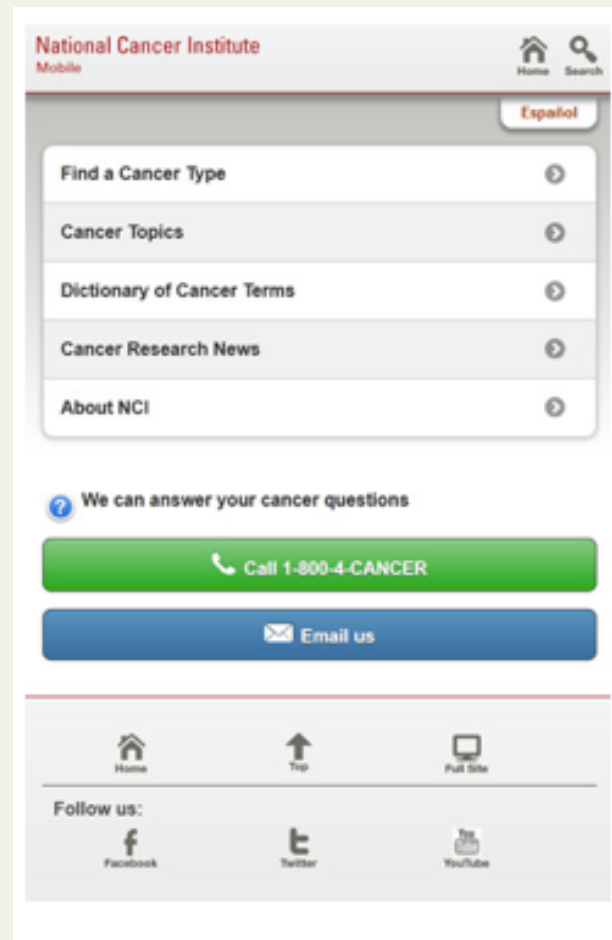 National Cancer Institute
Mobile
Home Search
Español
Find a Cancer Type
Cancer Topics
Dictionary of Cancer Terms
Cancer Research News
About NCI
? We can answer your cancer questions
Call 1-800-4-CANCER
Email us
Home Top Full Site
Follow us:
f t You
Facebook Twitter YouTube